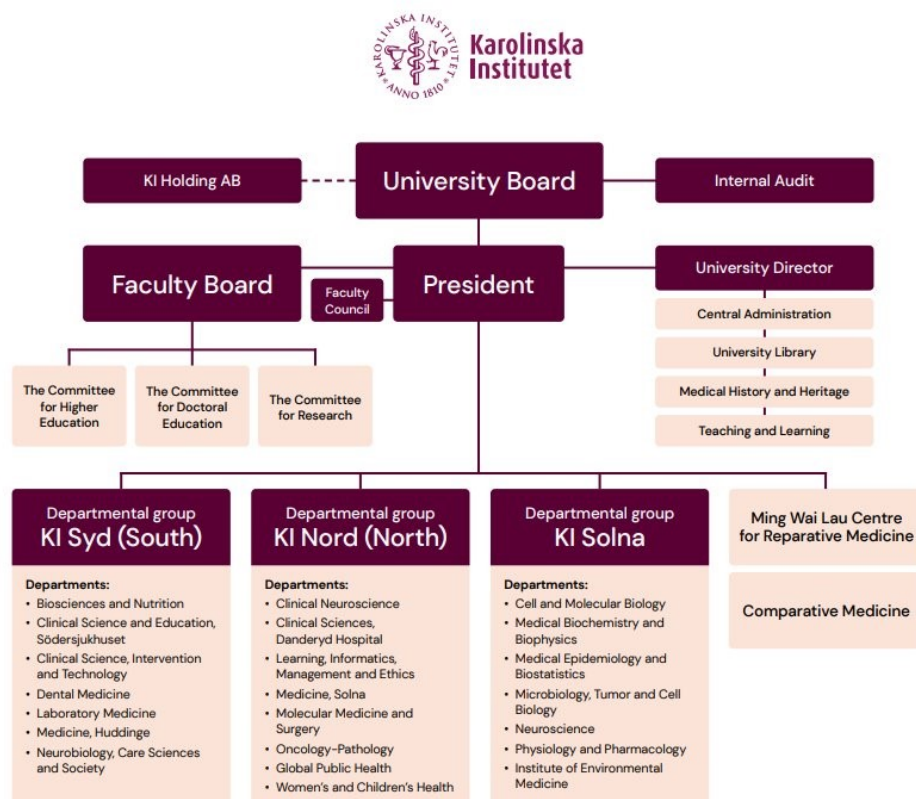 KAROLINSKA INSTITUTET
ANNO 1810
Karolinska
Institutet
KI Holding AB
University Board
Internal Audit
Faculty Board
Faculty
Council
President
University Director
Central Administration
University Library
Medical History and Heritage
Teaching and Learning
The Committee
for Higher
Education
The Committee
for Doctoral
Education
The Committee
for Research
Departmental group
KI Syd (South)
Departments:
• Biosciences and Nutrition
• Clinical Science and Education,
Södersjukhuset
• Clinical Science, Intervention
and Technology
• Dental Medicine
• Laboratory Medicine
• Medicine, Huddinge
• Neurobiology, Care Sciences
and Society
Departmental group
KI Nord (North)
Departments:
• Clinical Neuroscience
• Clinical Sciences,
Danderyd Hospital
• Learning, Informatics,
Management and Ethics
• Medicine, Solna
• Molecular Medicine and
Surgery
• Oncology-Pathology
• Global Public Health
• Women's and Children's Health
Departmental group
KI Solna
Departments:
• Cell and Molecular Biology
• Medical Biochemistry and
Biophysics
• Medical Epidemiology and
Biostatistics
• Microbiology, Tumor and Cell
Biology
• Neuroscience
• Physiology and Pharmacology
• Institute of Environmental
Medicine
Ming Wai Lau Centre
for Reparative Medicine
Comparative Medicine